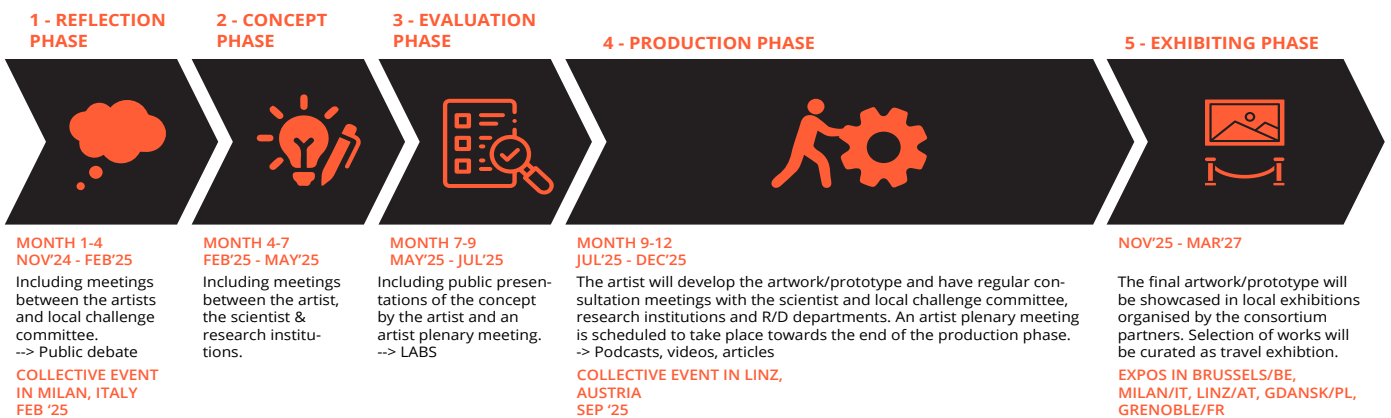 1 - REFLECTION
PHASE
2 - CONCEPT
PHASE
3 - EVALUATION
PHASE
4 - PRODUCTION PHASE
5 - EXHIBITING PHASE
MONTH 1-4
NOV'24 - FEB'25
Including meetings
between the artists
and local challenge
committee.
--> Public debate
COLLECTIVE EVENT
IN MILAN, ITALY
FEB '25
MONTH 4-7
FEB'25 - MAY'25
Including meetings
between the artist,
the scientist &
research institu-
tions.
MONTH 7-9
MAY'25 - JUL'25
Including public presen-
tations of the concept
by the artist and an
artist plenary meeting.
--> LABS
MONTH 9-12
JUL'25 - DEC'25
The artist will develop the artwork/prototype and have regular con-
sultation meetings with the scientist and local challenge committee,
research institutions and R/D departments. An artist plenary meeting
is scheduled to take place towards the end of the production phase.
-> Podcasts, videos, articles
COLLECTIVE EVENT IN LINZ,
AUSTRIA
SEP '25
NOV'25 - MAR'27
The final artwork/prototype will
be showcased in local exhibitions
organised by the consortium
partners. Selection of works will
be curated as travel exhibtion.
EXPOS IN BRUSSELS/BE,
MILAN/IT, LINZ/AT, GDANSK/PL,
GRENOBLE/FR